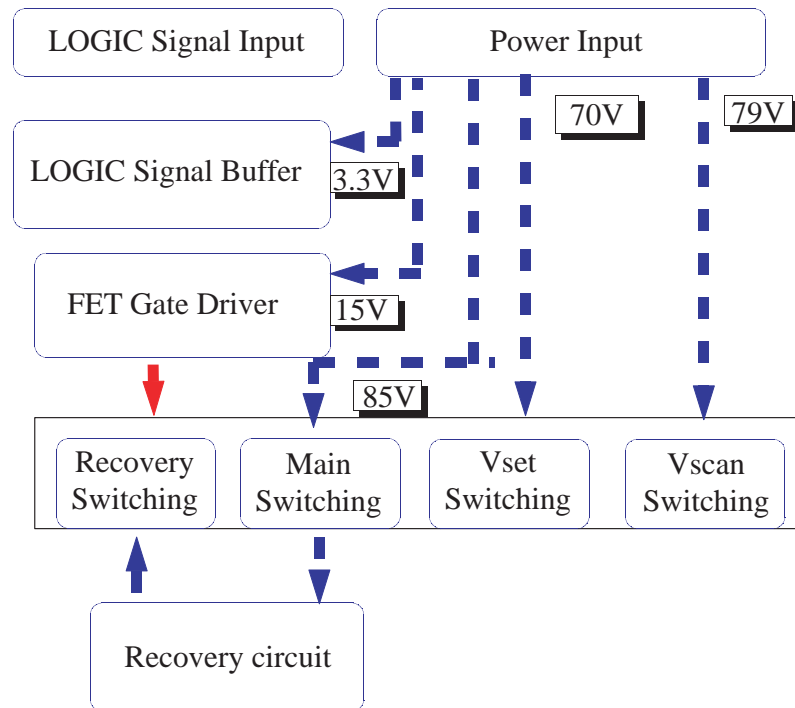 LOGIC Signal Input
Power Input
70V
79V
LOGIC Signal Buffer
3.3V
FET Gate Driver
15V
85V
Recovery
Switching
Main
Switching
Vset
Switching
Vscan
Switching
Recovery circuit